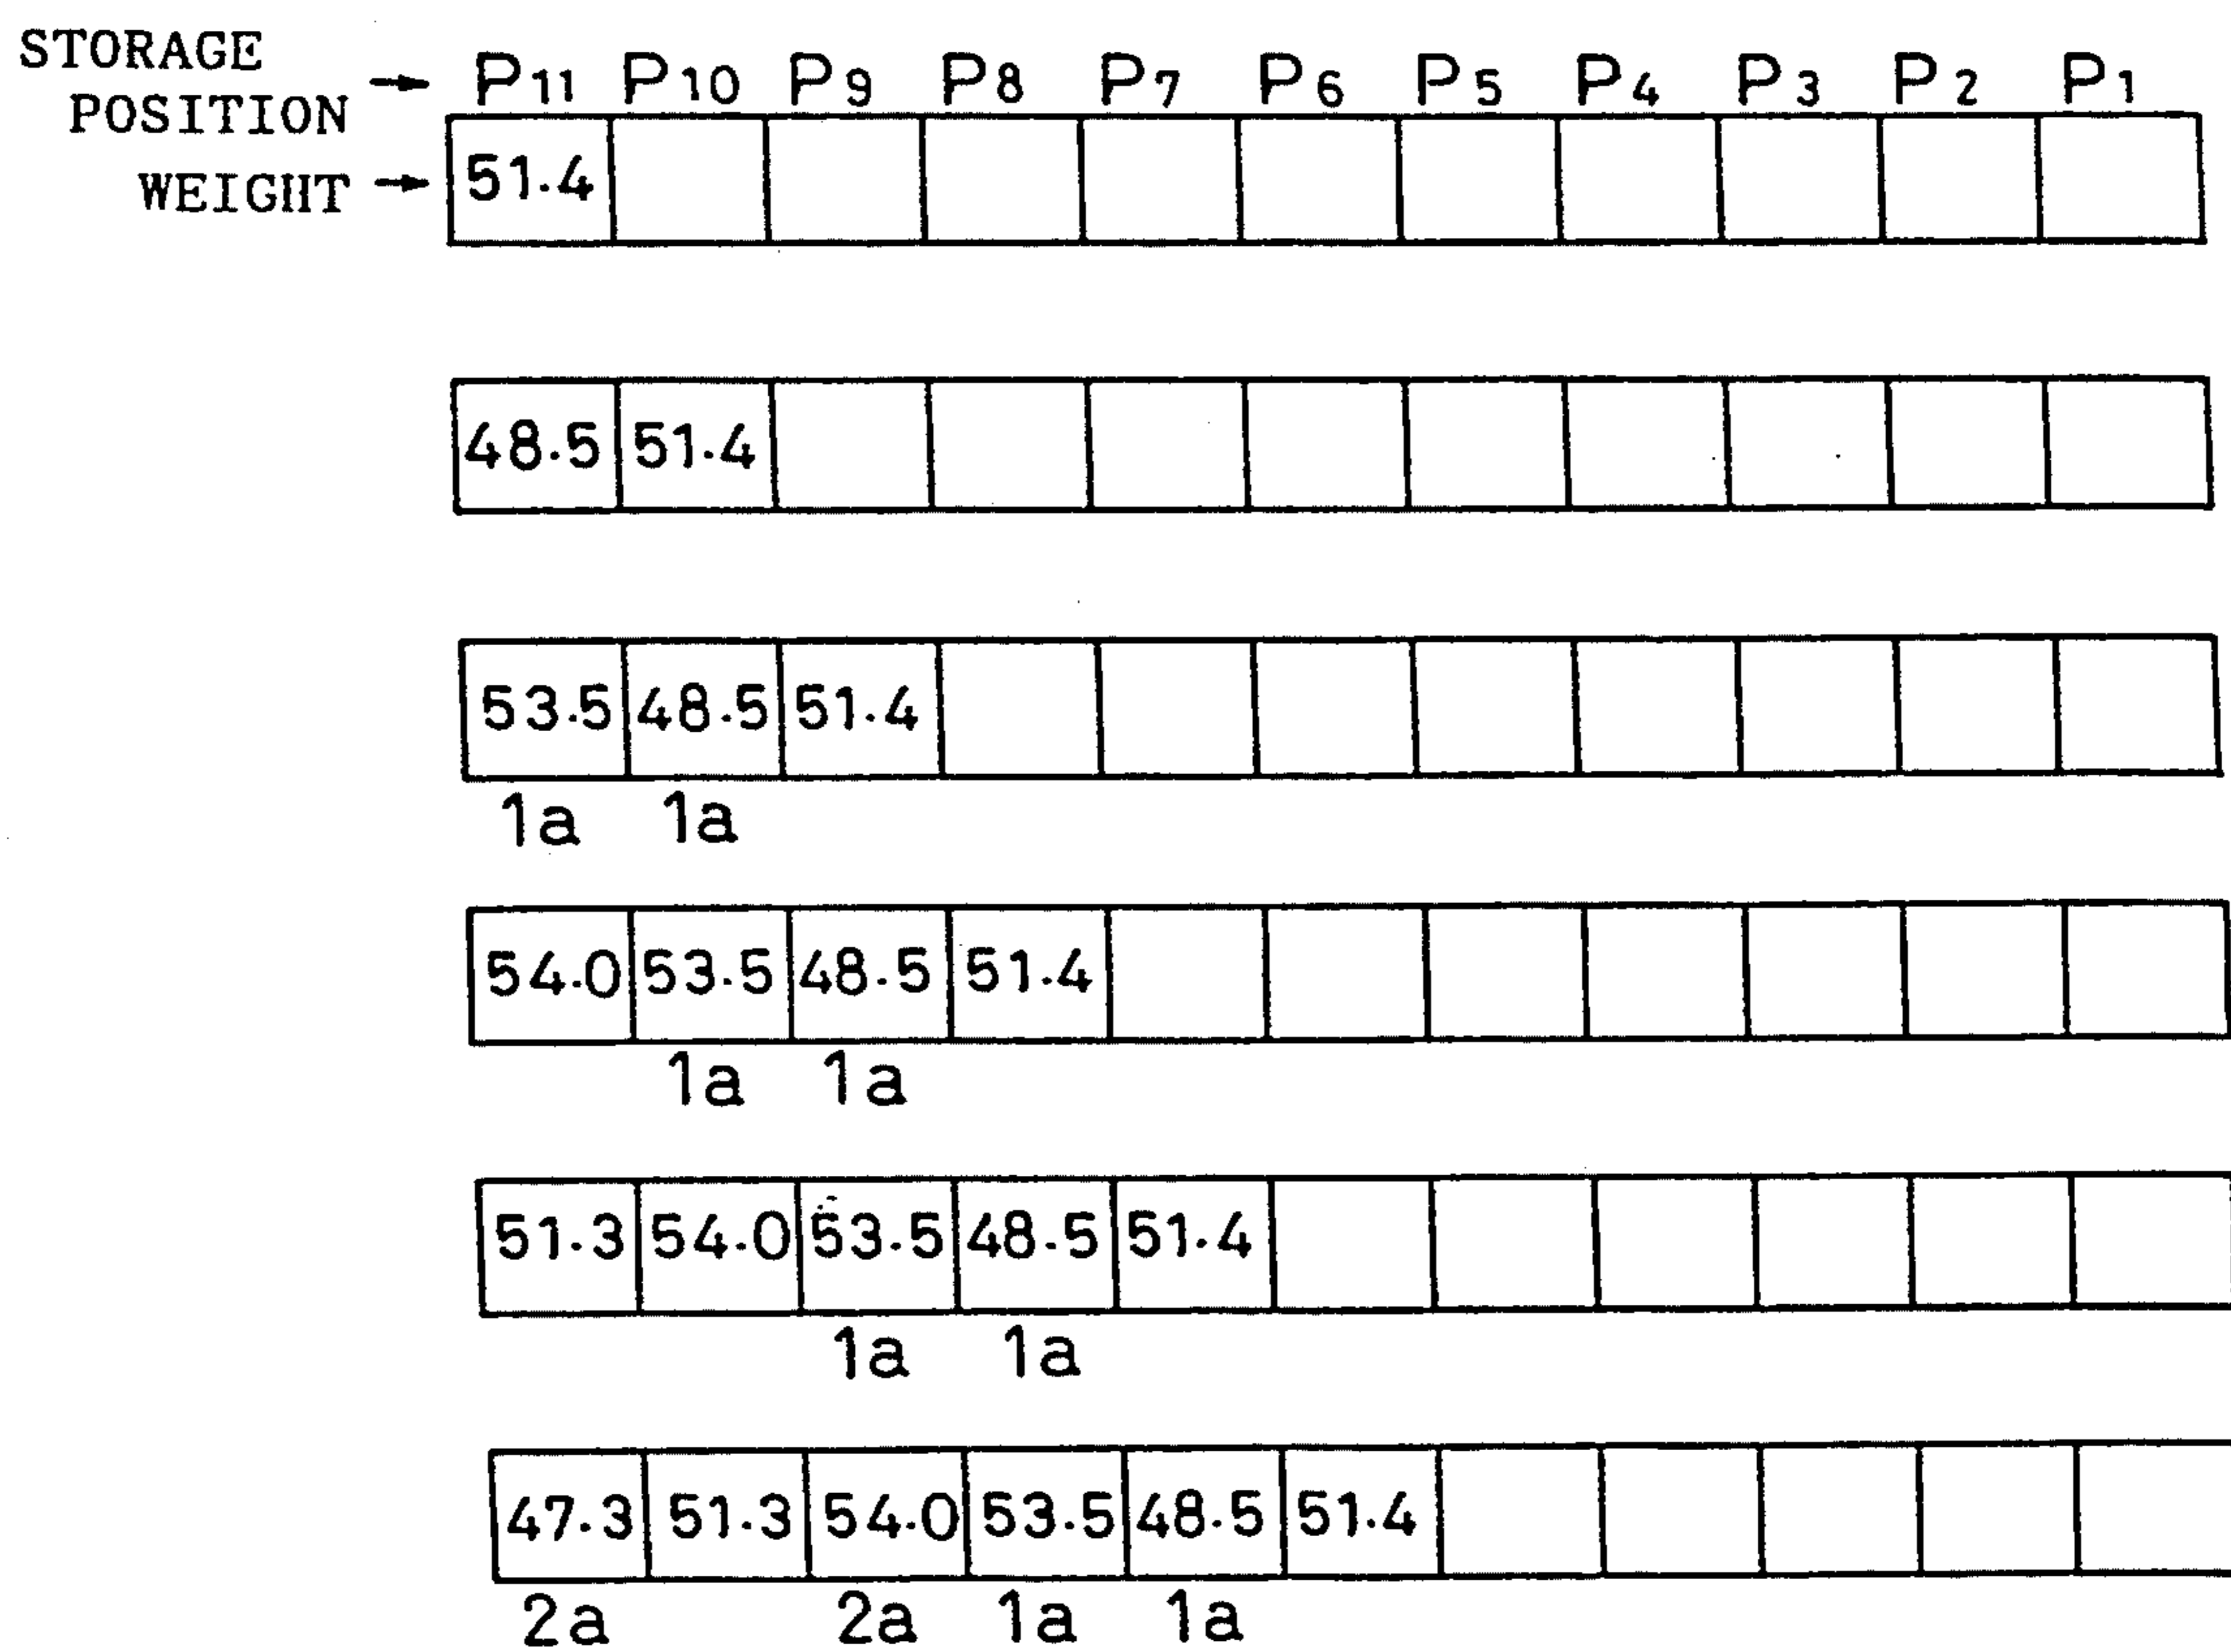 STORAGE
POSITION → P11 P10 P9 P8 P7 P6 P5 P4 P3 P2 P1
WEIGHT → 51.4
48.5 51.4
53.5 48.5 51.4
1a 1a
54.0 53.5 48.5 51.4
1a 1a
51.3 54.0 53.5 48.5 51.4
1a 1a
47.3 51.3 54.0 53.5 48.5 51.4
2a 2a 1a 1a